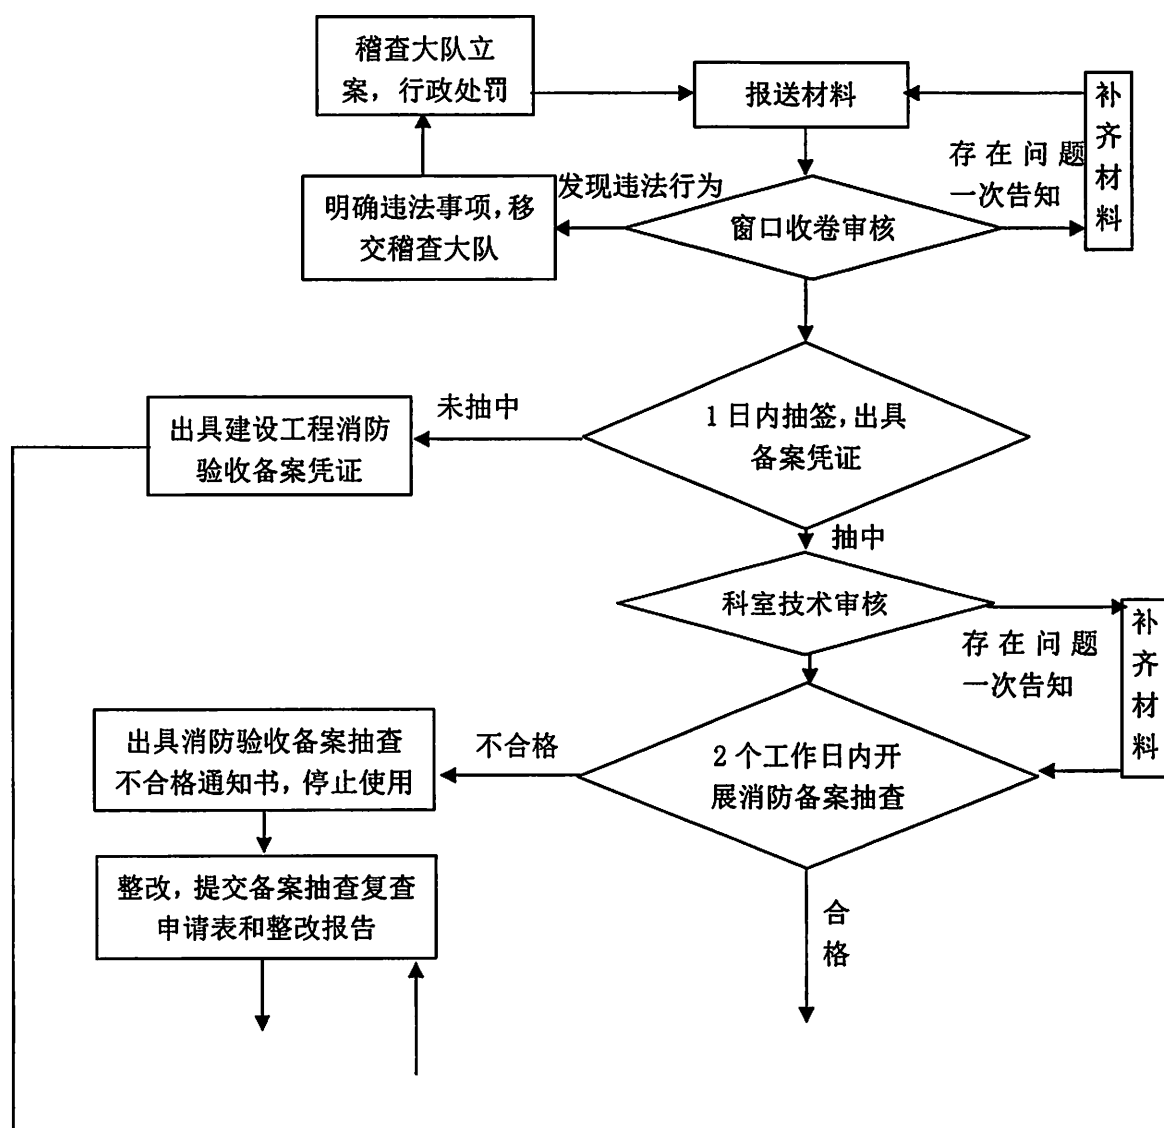 稽查大队立
案，行政处罚
报送材料
补
齐
材
料
存在问题
一次告知
发现违法行为
明确违法事项，移
交稽查大队
窗口收卷审核
未抽中
出具建设工程消防
验收备案凭证
1日内抽签，出具
备案凭证
抽中
科室技术审核
存在问题
一次告知
补
齐
材
料
出具消防验收备案抽查
不合格通知书，停止使用
不合格
2个工作日内开
展消防备案抽查
整改，提交备案抽查复查
申请表和整改报告
合
格